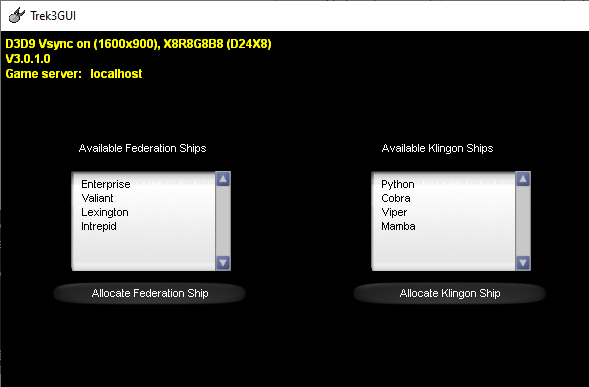 Trek3GUI
D3D9 Vsync on (1600x900), X8R8G8B8 (D24X8)
V3.0.1.0
Game server: localhost
Available Federation Ships
Enterprise
Valiant
Lexington
Intrepid
Allocate Federation Ship
Available Klingon Ships
Python
Cobra
Viper
Mamba
Allocate Klingon Ship